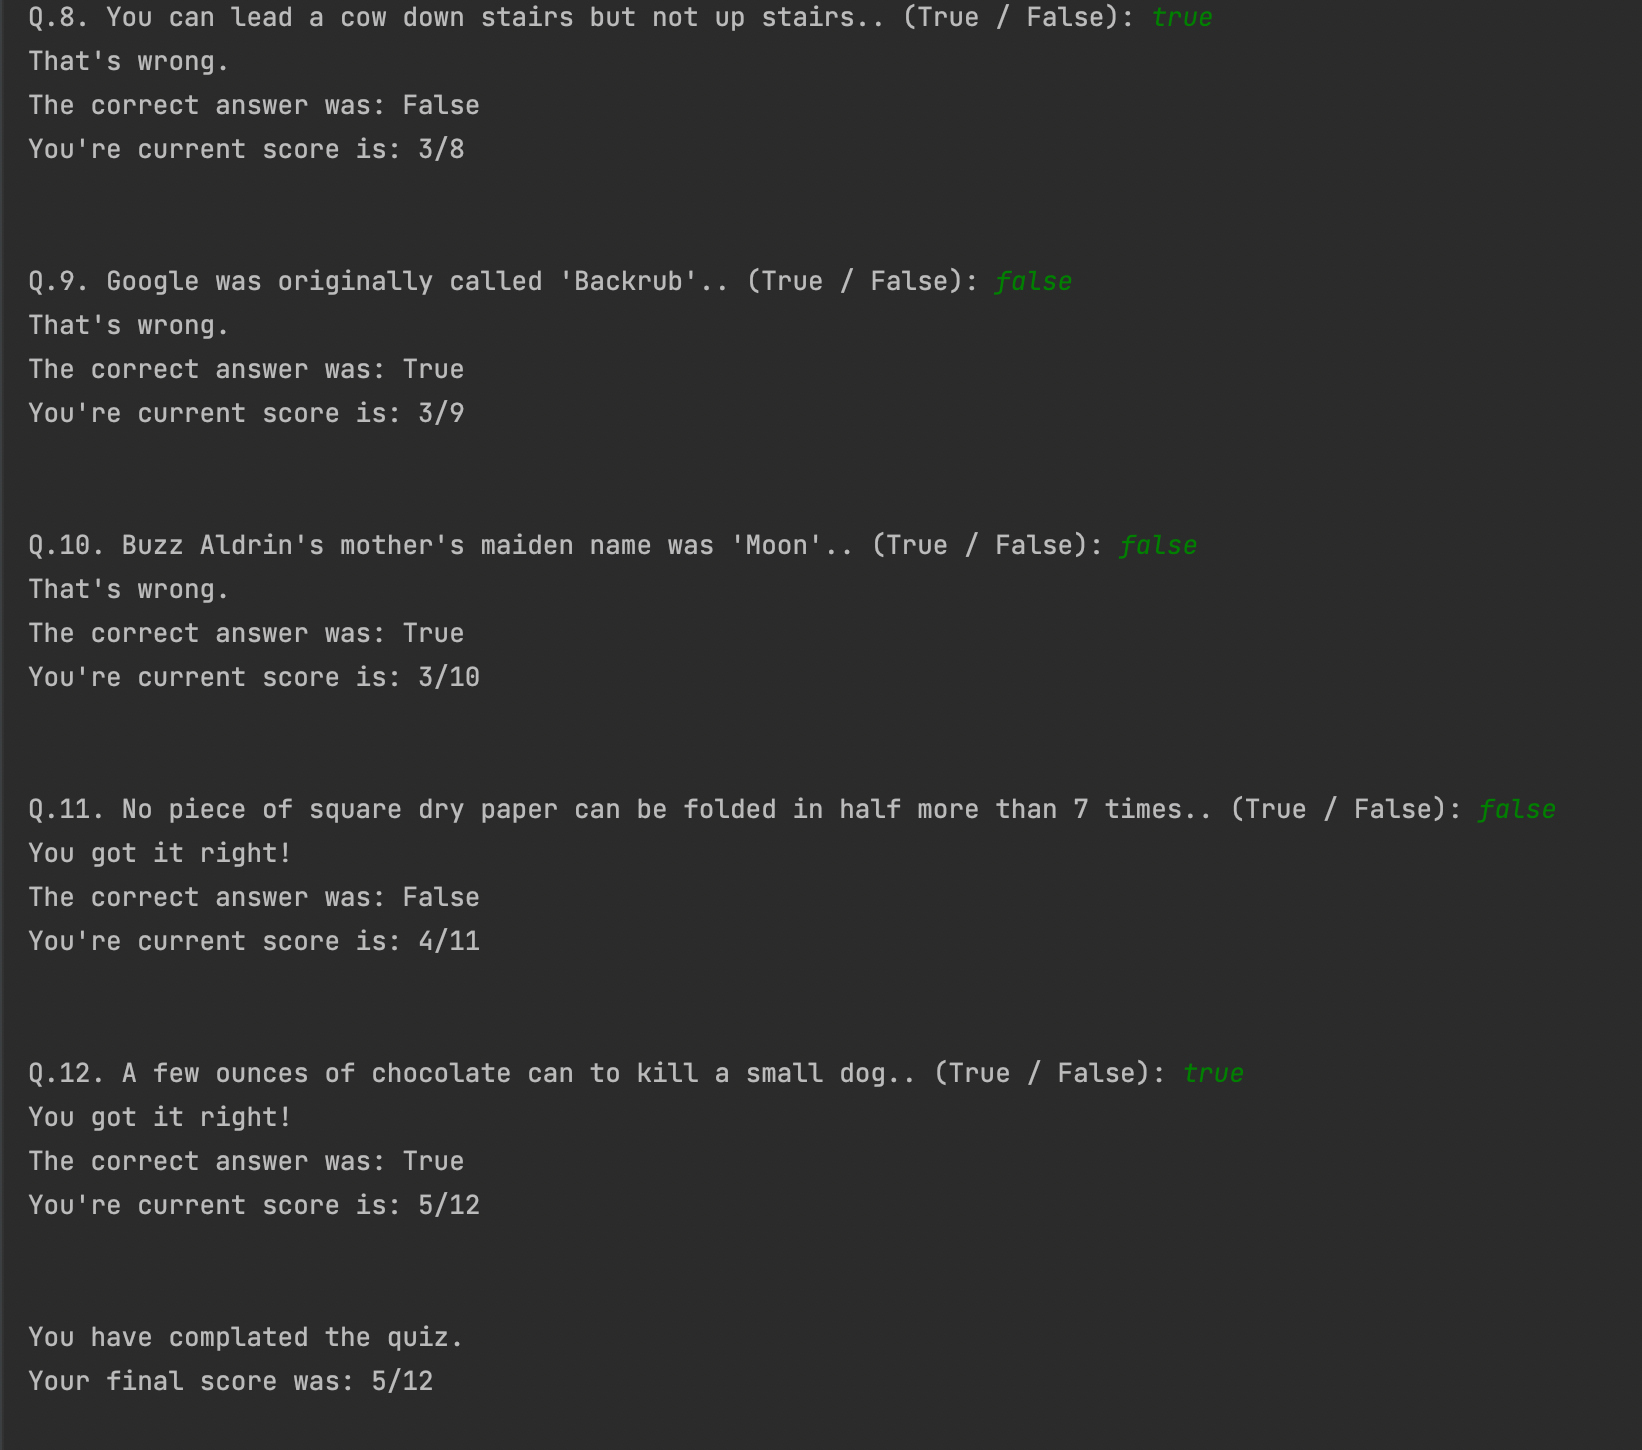 Q.8. You can lead a cow down stairs but not up stairs.. (True / False): true
That's wrong.
The correct answer was: False
You're current score is: 3/8
Q.9. Google was originally called 'Backrub'.. (True / False): false
That's wrong.
The correct answer was: True
You're current score is: 3/9
Q.10. Buzz Aldrin's mother's maiden name was 'Moon'.. (True / False): false
That's wrong.
The correct answer was: True
You're current score is: 3/10
Q.11. No piece of square dry paper can be folded in half more than 7 times.. (True / False): false
You got it right!
The correct answer was: False
You're current score is: 4/11
Q.12. A few ounces of chocolate can to kill a small dog.. (True / False): true
You got it right!
The correct answer was: True
You're current score is: 5/12
You have complated the quiz.
Your final score was: 5/12